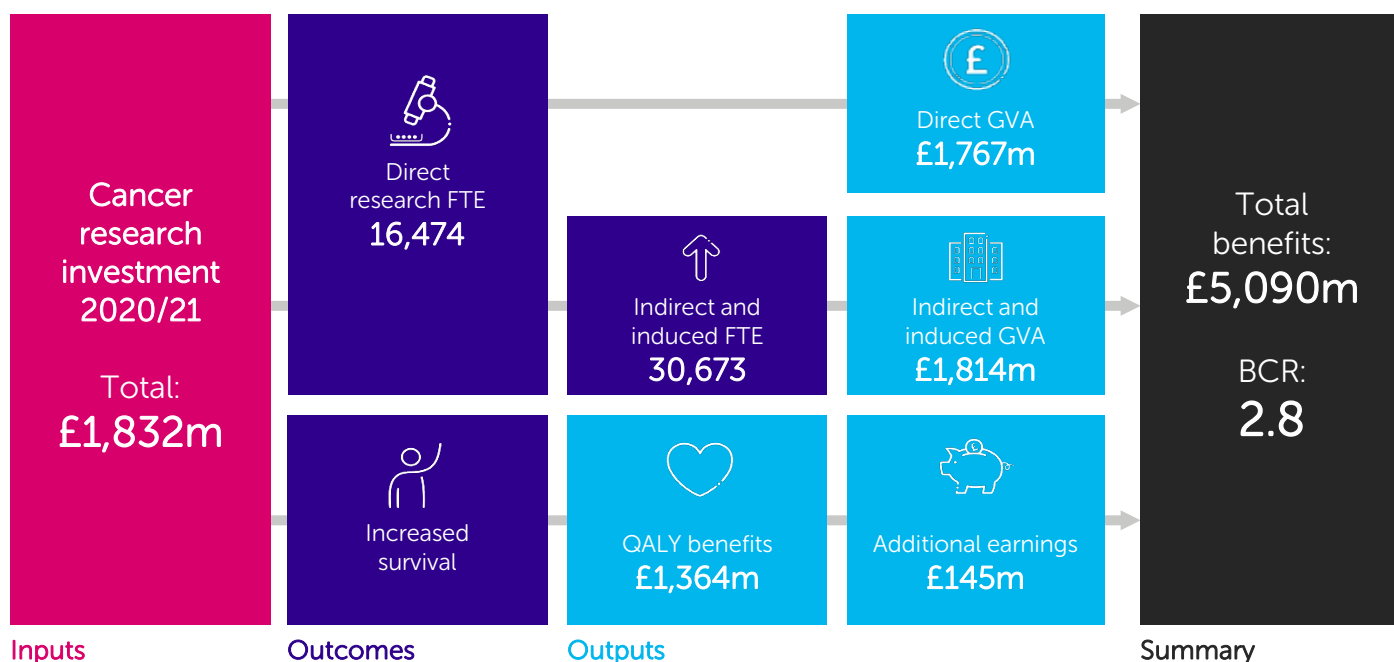 Cancer
research
investment
2020/21
Total:
£1,832m
Direct
research FTE
16,474
Indirect and
induced FTE
30,673
£
Direct GVA
£1,767m
Indirect and
induced GVA
£1,814m
Increased
survival
QALY benefits
£1,364m
£
Additional earnings
£145m
Total
benefits:
£5,090m
BCR:
2.8
Inputs
Outcomes
Outputs
Summary